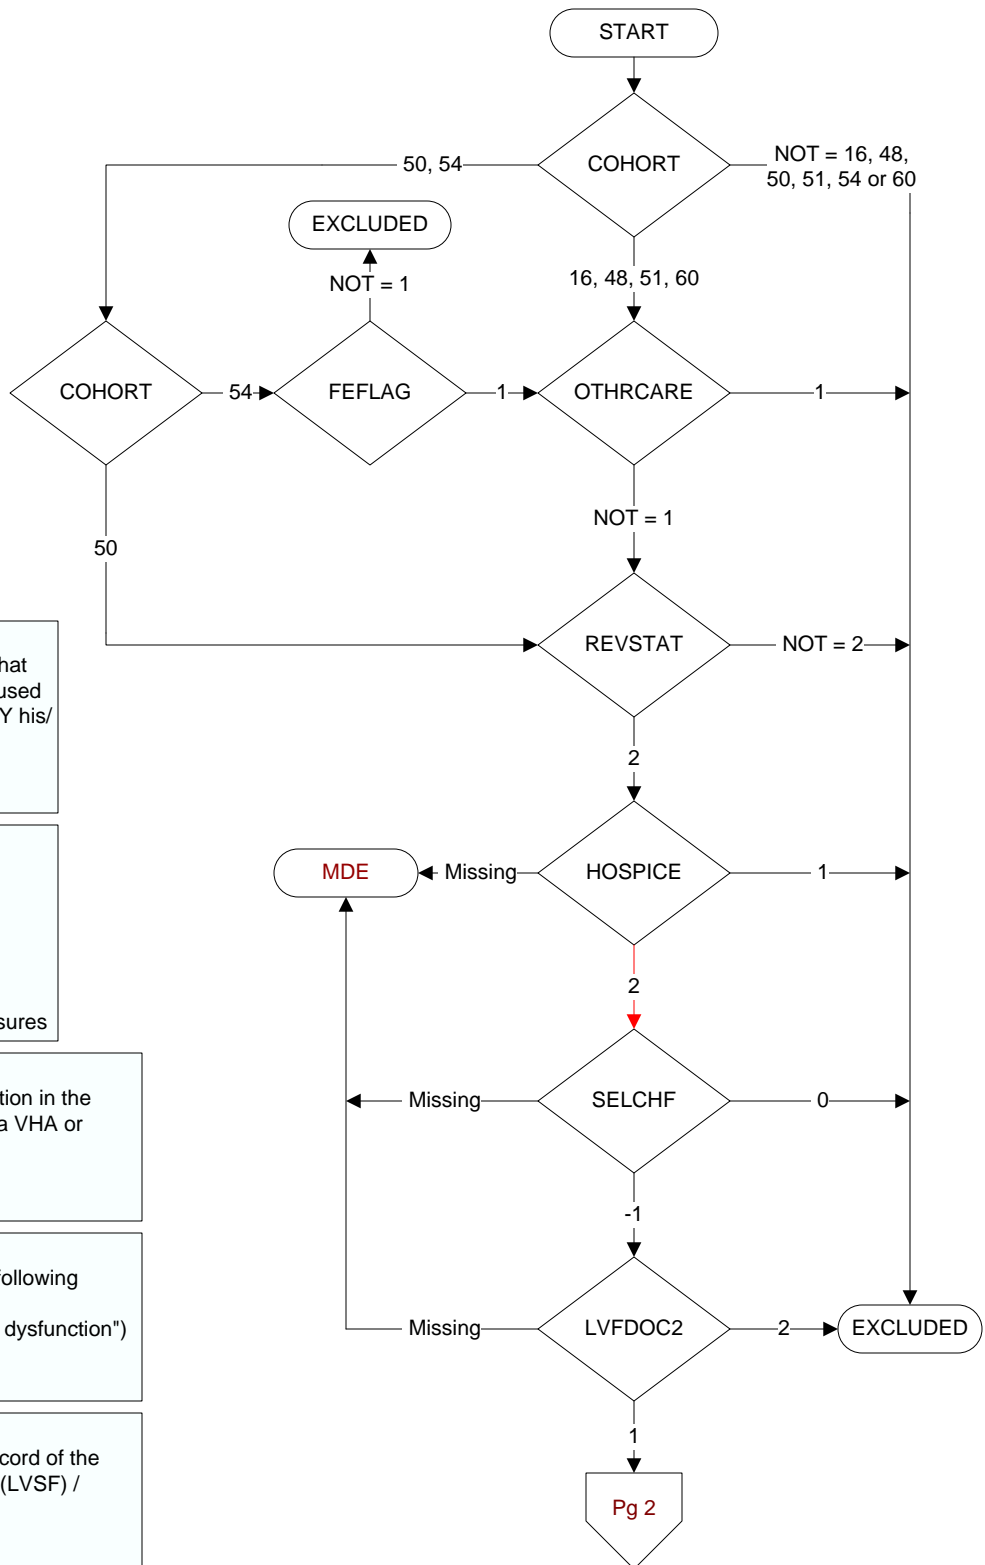 START
COHORT
50, 54
NOT = 16, 48,
50, 51, 54 or 60
EXCLUDED
NOT = 1
16, 48, 51, 60
COHORT
54
FEFLAG
1
OTHRCARE
1
NOT = 1
50
REVSTAT
NOT = 2
hat
used
Y his/
2
MDE
Missing
HOSPICE
1
2
sures
Missing
SELCHF
0
tion in the
a VHA or
-1
following
dysfunction")
Missing
LVFDOC2
2
EXCLUDED
1
cord of the
(LVSF) /
Pg 2